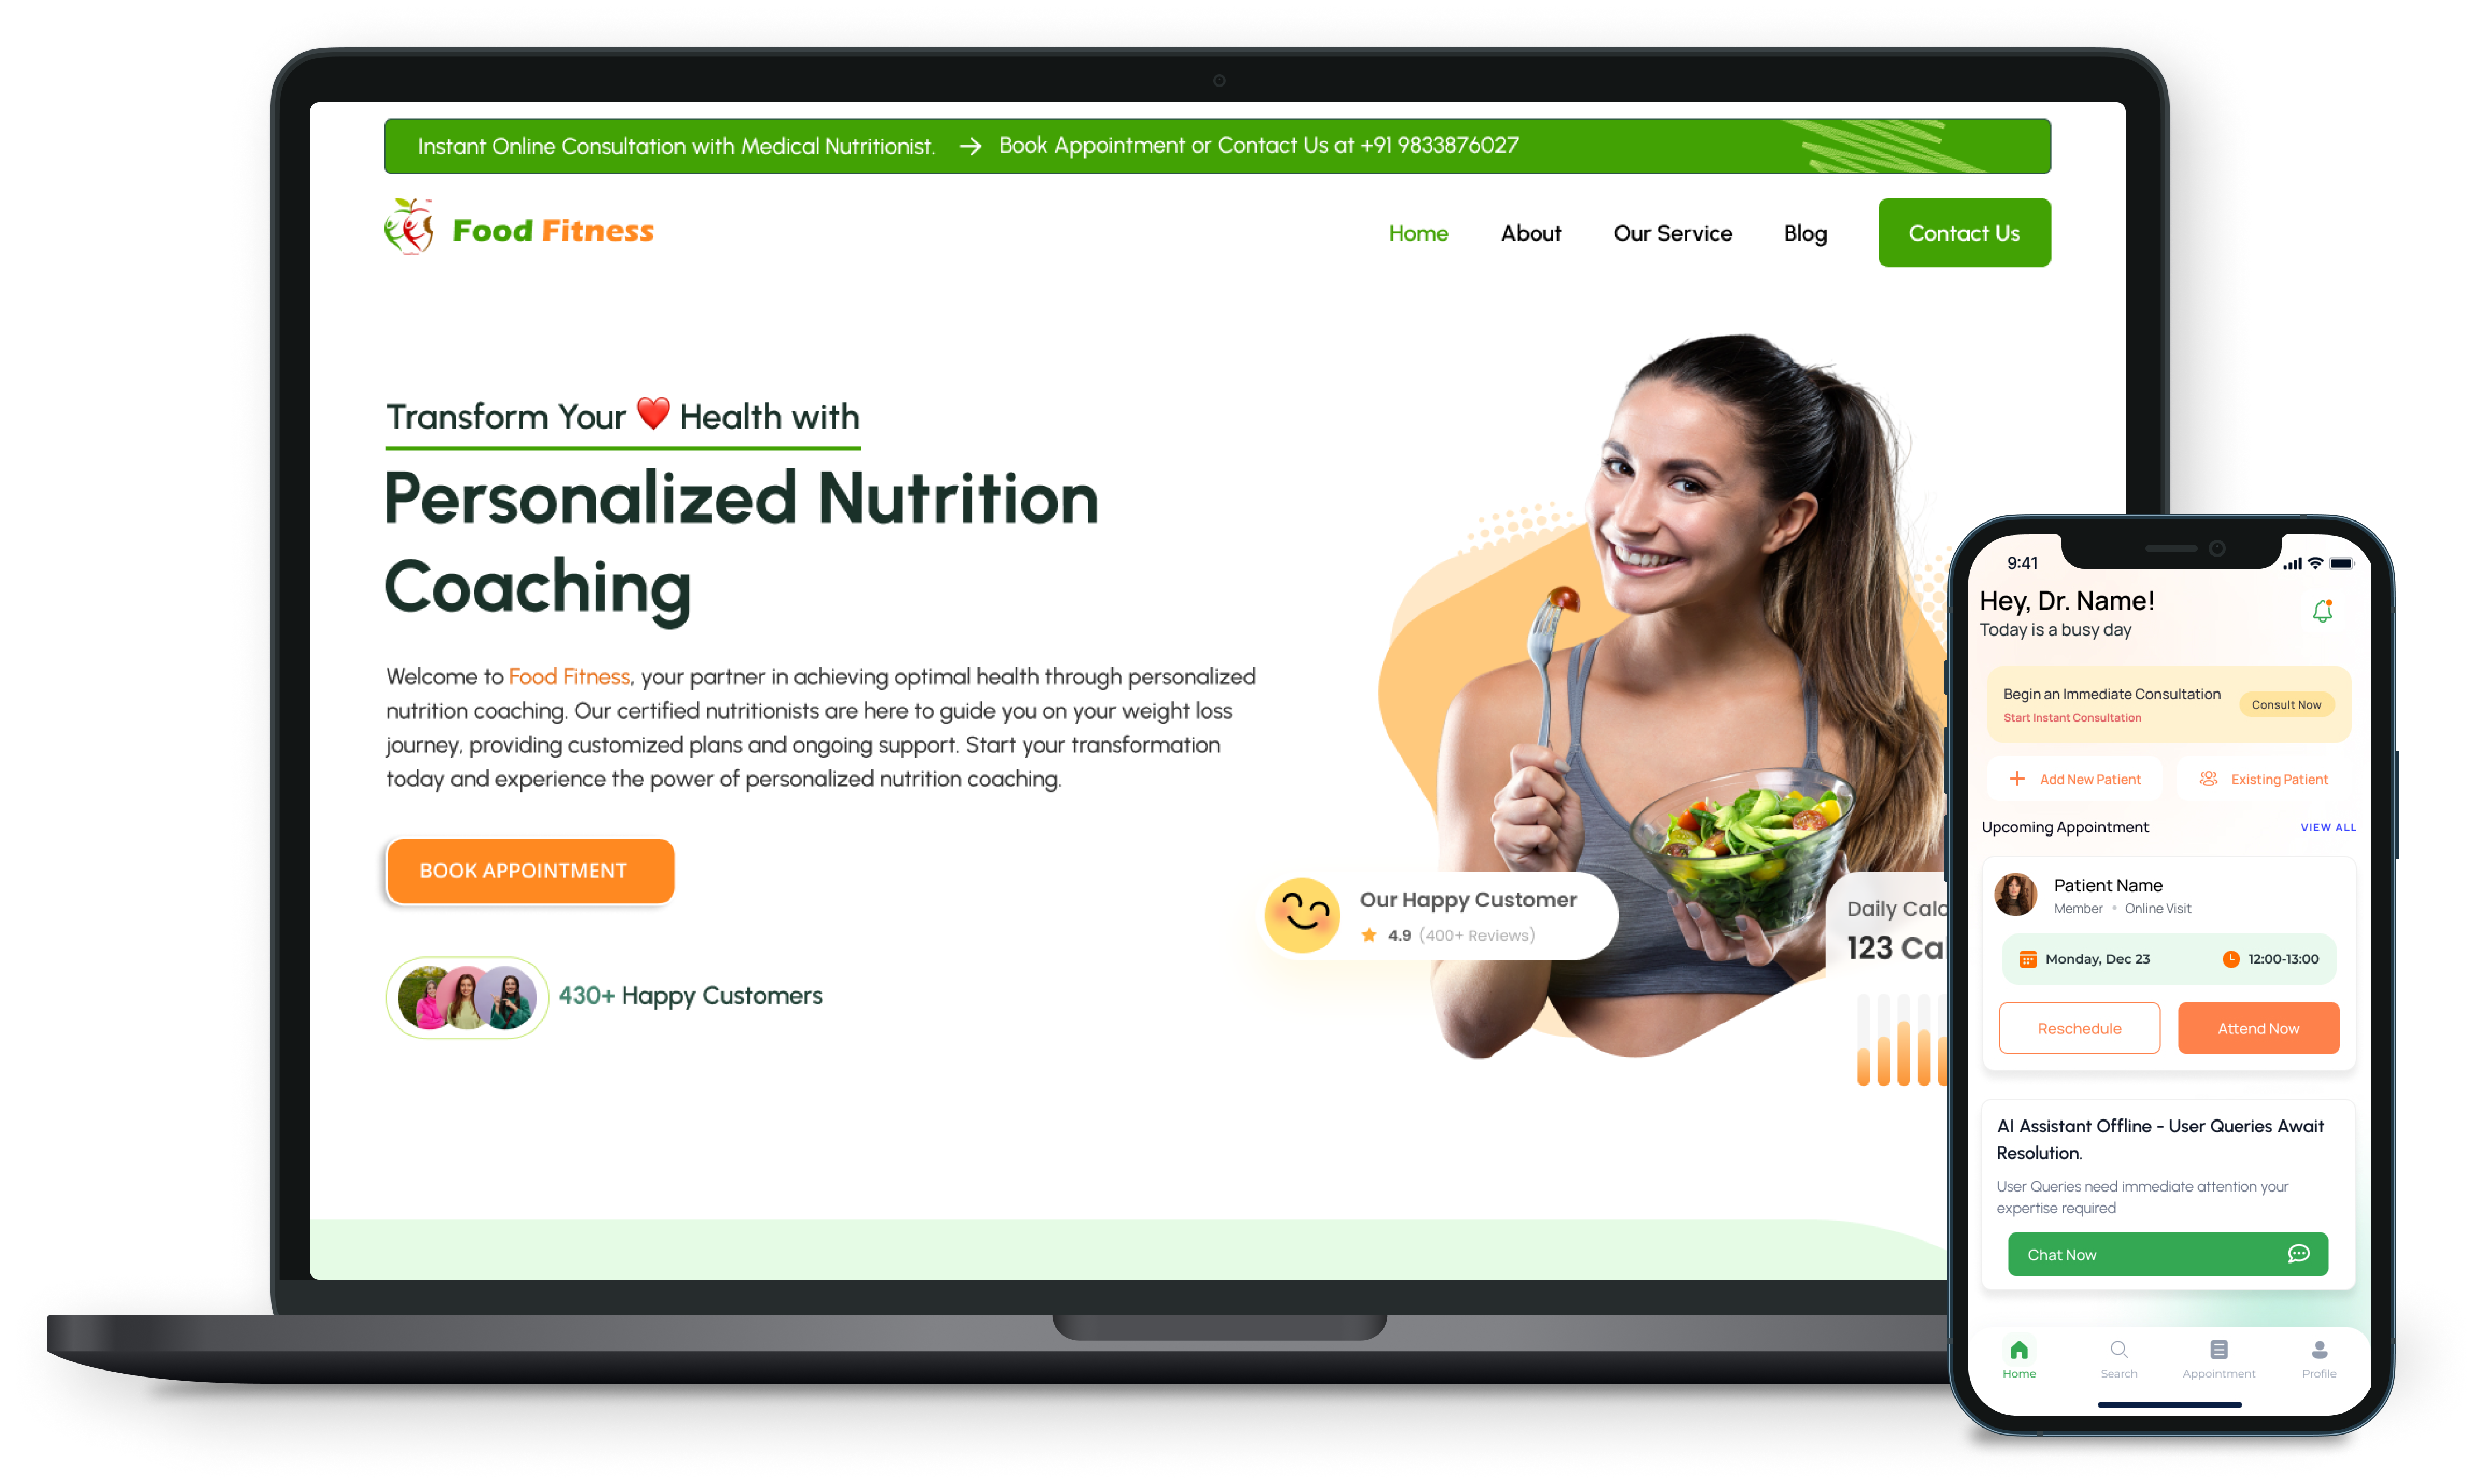 Instant Online Consultation with Medical Nutritionist. → Book Appointment or Contact Us at +91 9833876027
Food Fitness
Home About Our Service Blog Contact Us
Transform Your ❤️ Health with
Personalized Nutrition
Coaching
Welcome to Food Fitness, your partner in achieving optimal health through personalized
nutrition coaching. Our certified nutritionists are here to guide you on your weight loss
journey, providing customized plans and ongoing support. Start your transformation
today and experience the power of personalized nutrition coaching.
BOOK APPOINTMENT
430+ Happy Customers
Our Happy Customer
4.9 (400+ Reviews)
Daily Calo
123 Cal
9:41
Hey, Dr. Name!
Today is a busy day
Begin an Immediate Consultation
Start Instant Consultation
Consult Now
Add New Patient Existing Patient
Upcoming Appointment VIEW ALL
Patient Name
Member • Online Visit
Monday, Dec 23 12:00-13:00
Reschedule Attend Now
AI Assistant Offline - User Queries Await
Resolution.
User Queries need immediate attention your
expertise required
Chat Now
Home Search Appointment Profile